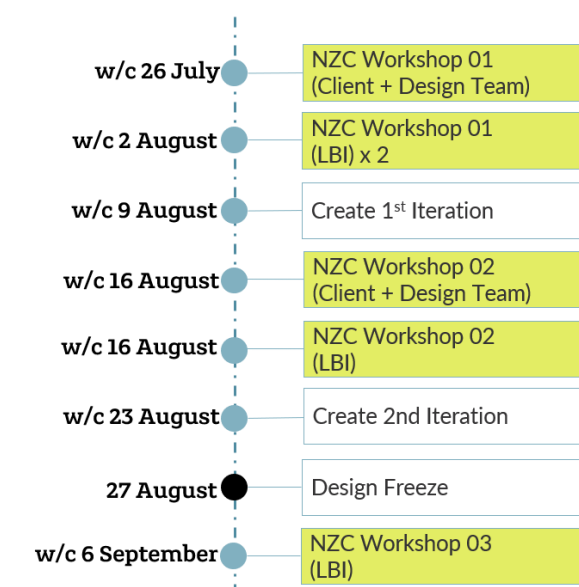 w/c 26 July
NZC Workshop 01
(Client + Design Team)
w/c 2 August
NZC Workshop 01
(LBI) x 2
w/c 9 August
Create 1st Iteration
w/c 16 August
NZC Workshop 02
(Client + Design Team)
w/c 16 August
NZC Workshop 02
(LBI)
w/c 23 August
Create 2nd Iteration
27 August
Design Freeze
w/c 6 September
NZC Workshop 03
(LBI)